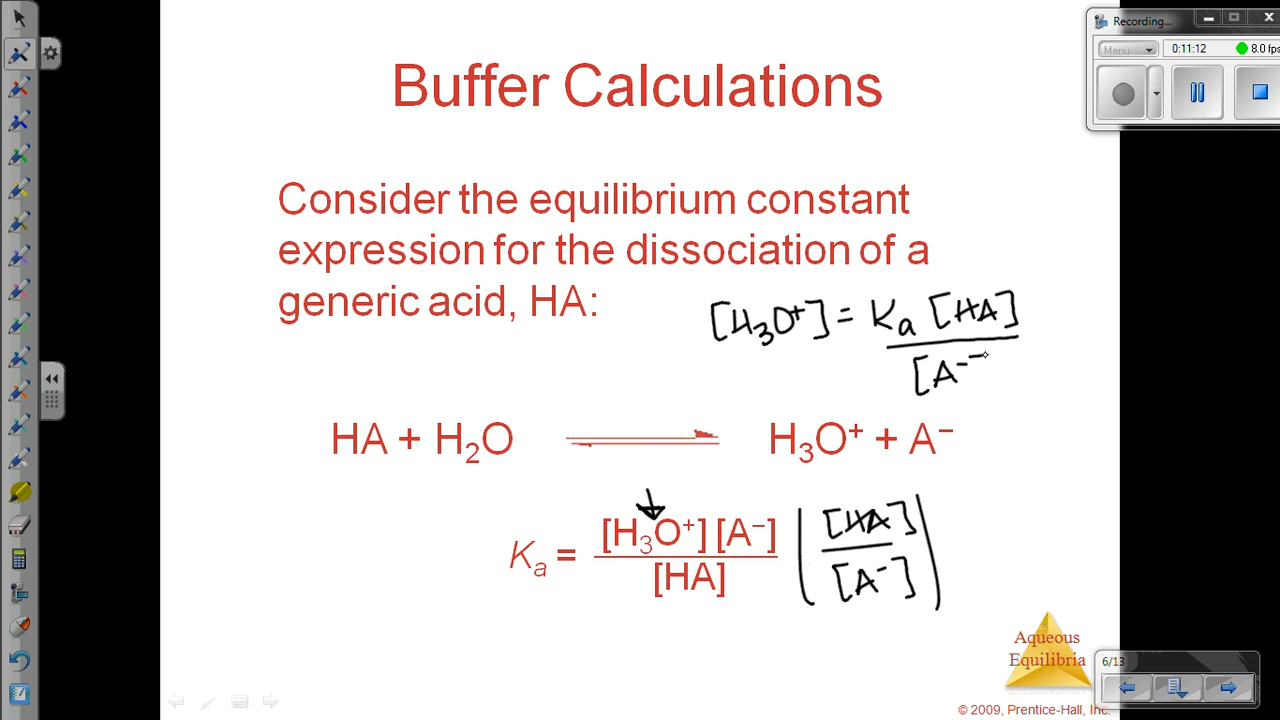 Recording...
Menu
0:11:12
8.0 fps
Buffer Calculations
Consider the equilibrium constant
expression for the dissociation of a
generic acid, HA:
[H₃O⁺] = Kₐ [HA]
[A⁻
HA + H₂O ⇌ H₃O⁺ + A⁻
Kₐ = [H₃O⁺] [A⁻] ( [HA]
[HA] [A⁻] )
Aqueous
Equilibria
6/13
© 2009, Prentice-Hall, Inc.